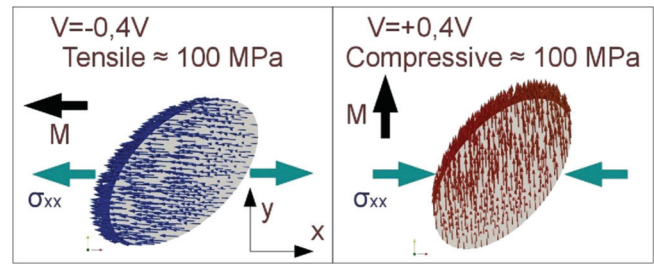 V=-0,4V
Tensile ≈ 100 MPa
M
σxx
y
x
V=+0,4V
Compressive ≈ 100 MPa
M
σxx